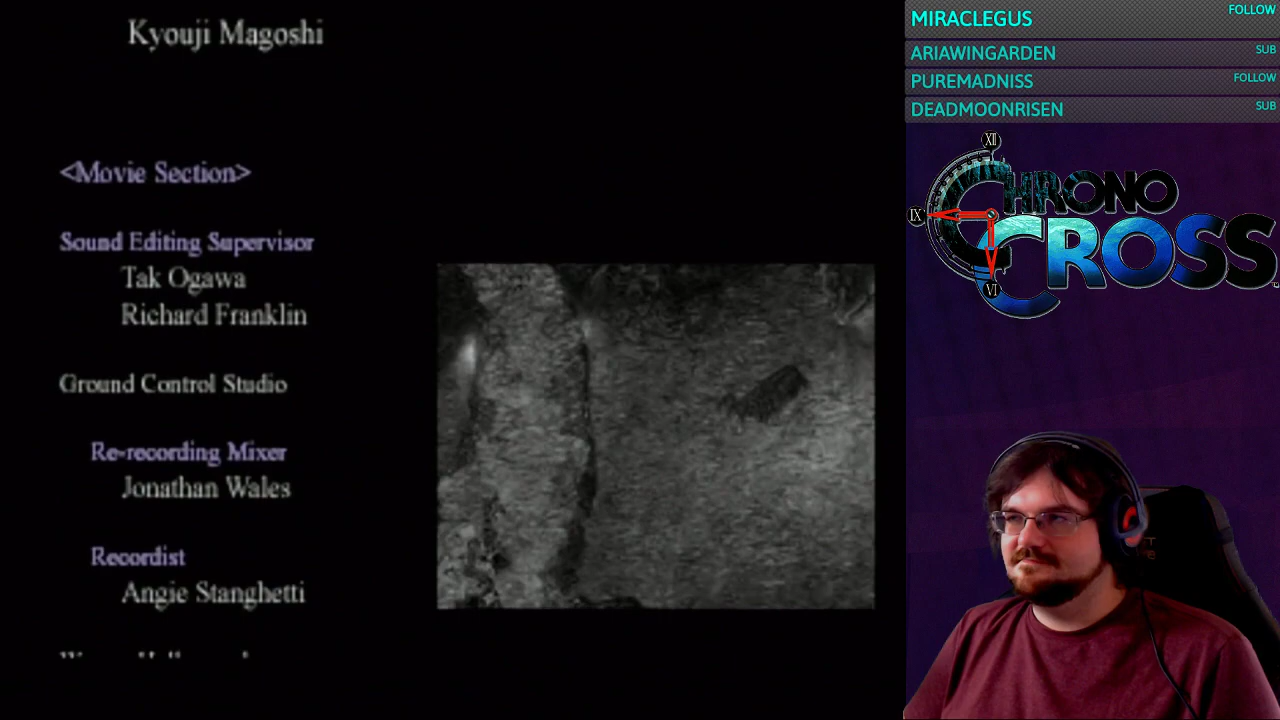 Kyouji Magoshi
<Movie Section>
Sound Editing Supervisor
Tak Ogawa
Richard Franklin
Ground Control Studio
Re-recording Mixer
Jonathan Wales
Recordist
Angie Stanghetti
MIRACLEGUS FOLLOW
ARIAWINGARDEN SUB
PUREMADNISS FOLLOW
DEADMOONRISEN SUB
XII
IX
VI
CHRONO
CROSS